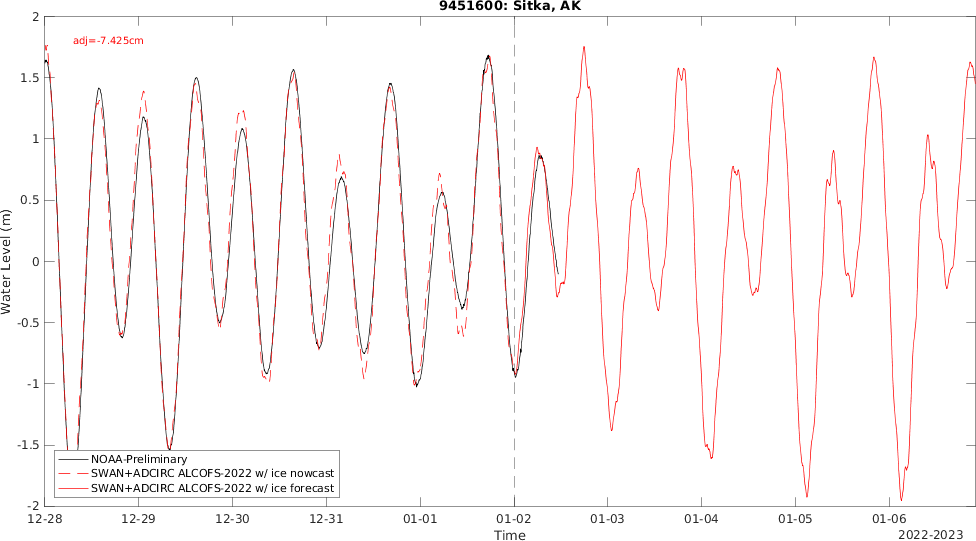 9451600: Sitka, AK
adj=-7.425cm
2
1.5
1
0.5
0
-0.5
-1
-1.5
-2
Water Level (m)
NOAA-Preliminary
SWAN+ADCIRC ALCOFS-2022 w/ ice nowcast
SWAN+ADCIRC ALCOFS-2022 w/ ice forecast
12-28 12-29 12-30 12-31 01-01 01-02 01-03 01-04 01-05 01-06
Time
2022-2023